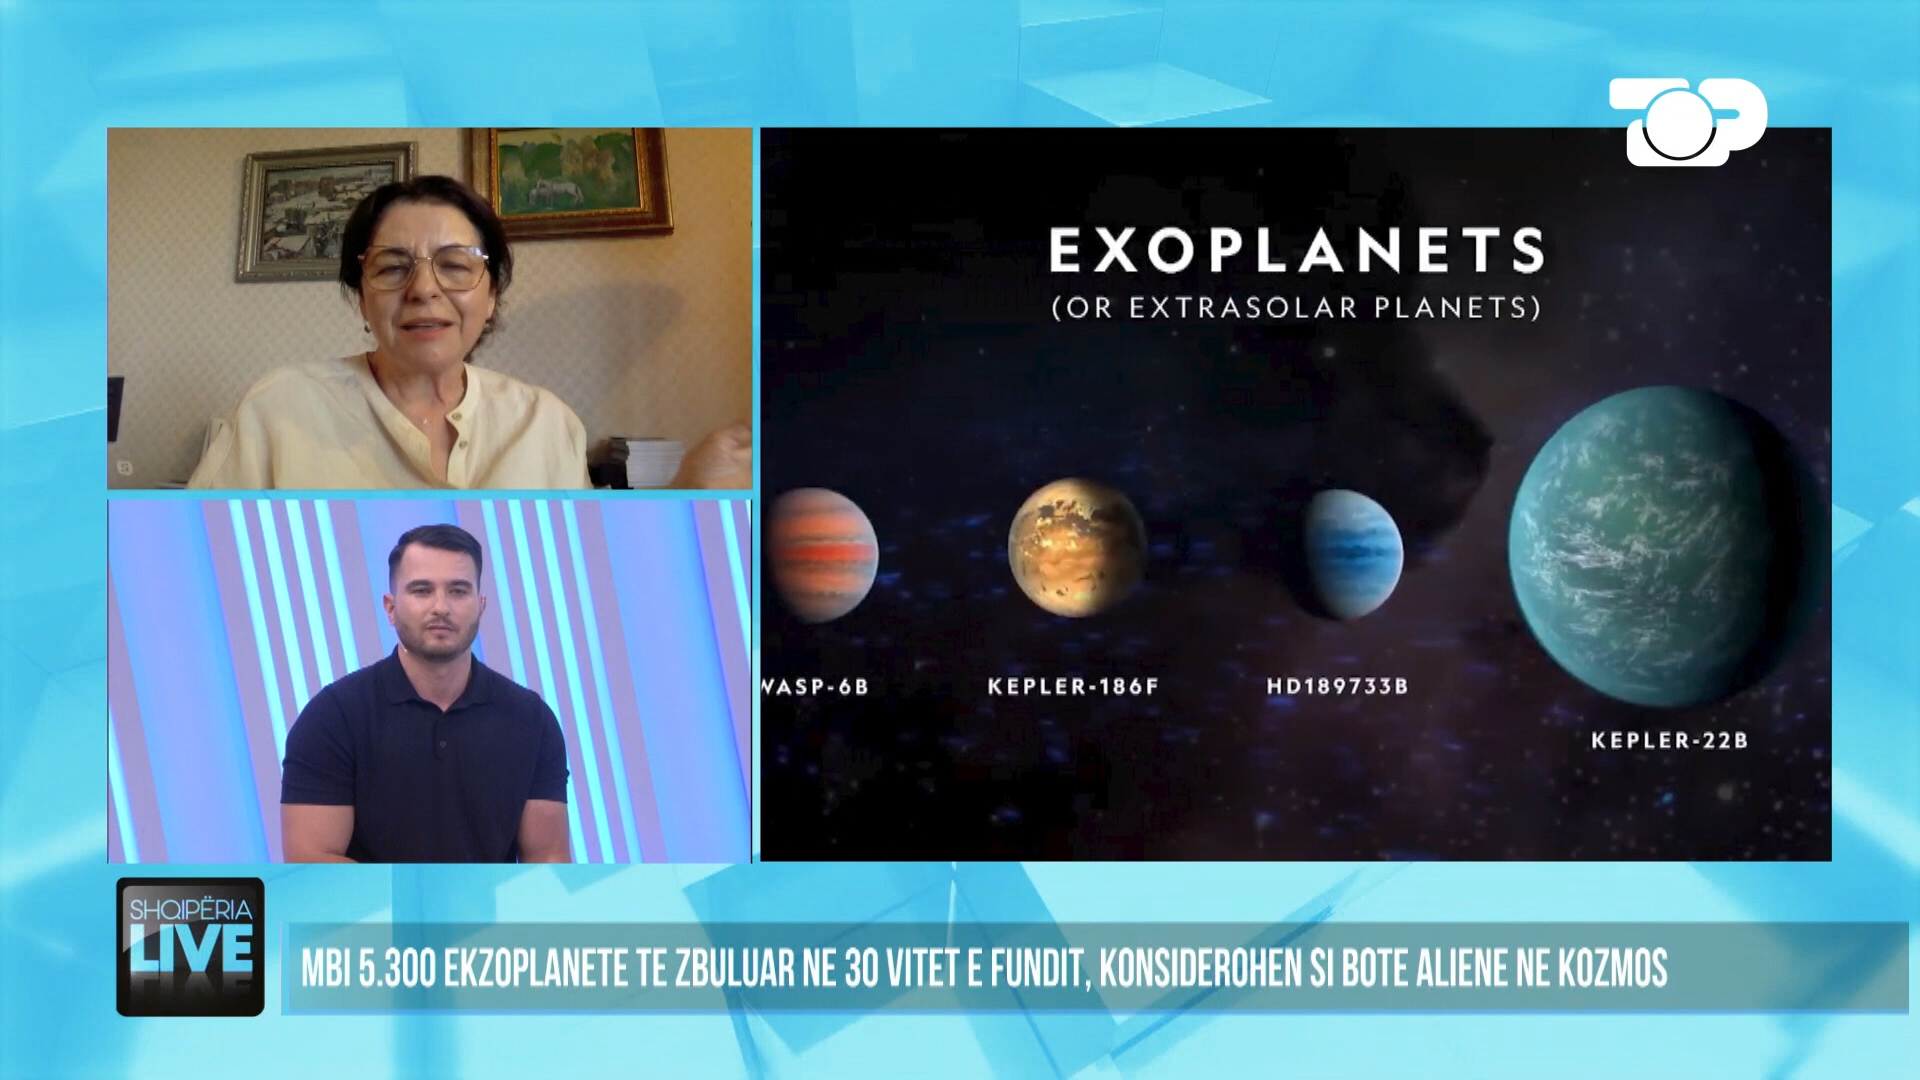 EXOPLANETS
(OR EXTRASOLAR PLANETS)
WASP-6B
KEPLER-186F
HD189733B
KEPLER-22B
SHQIPËRIA
LIVE
MBI 5.300 EKZOPLANETE TE ZBULUAR NE 30 VITET E FUNDIT, KONSIDEROHEN SI BOTE ALIENE NE KOZMOS